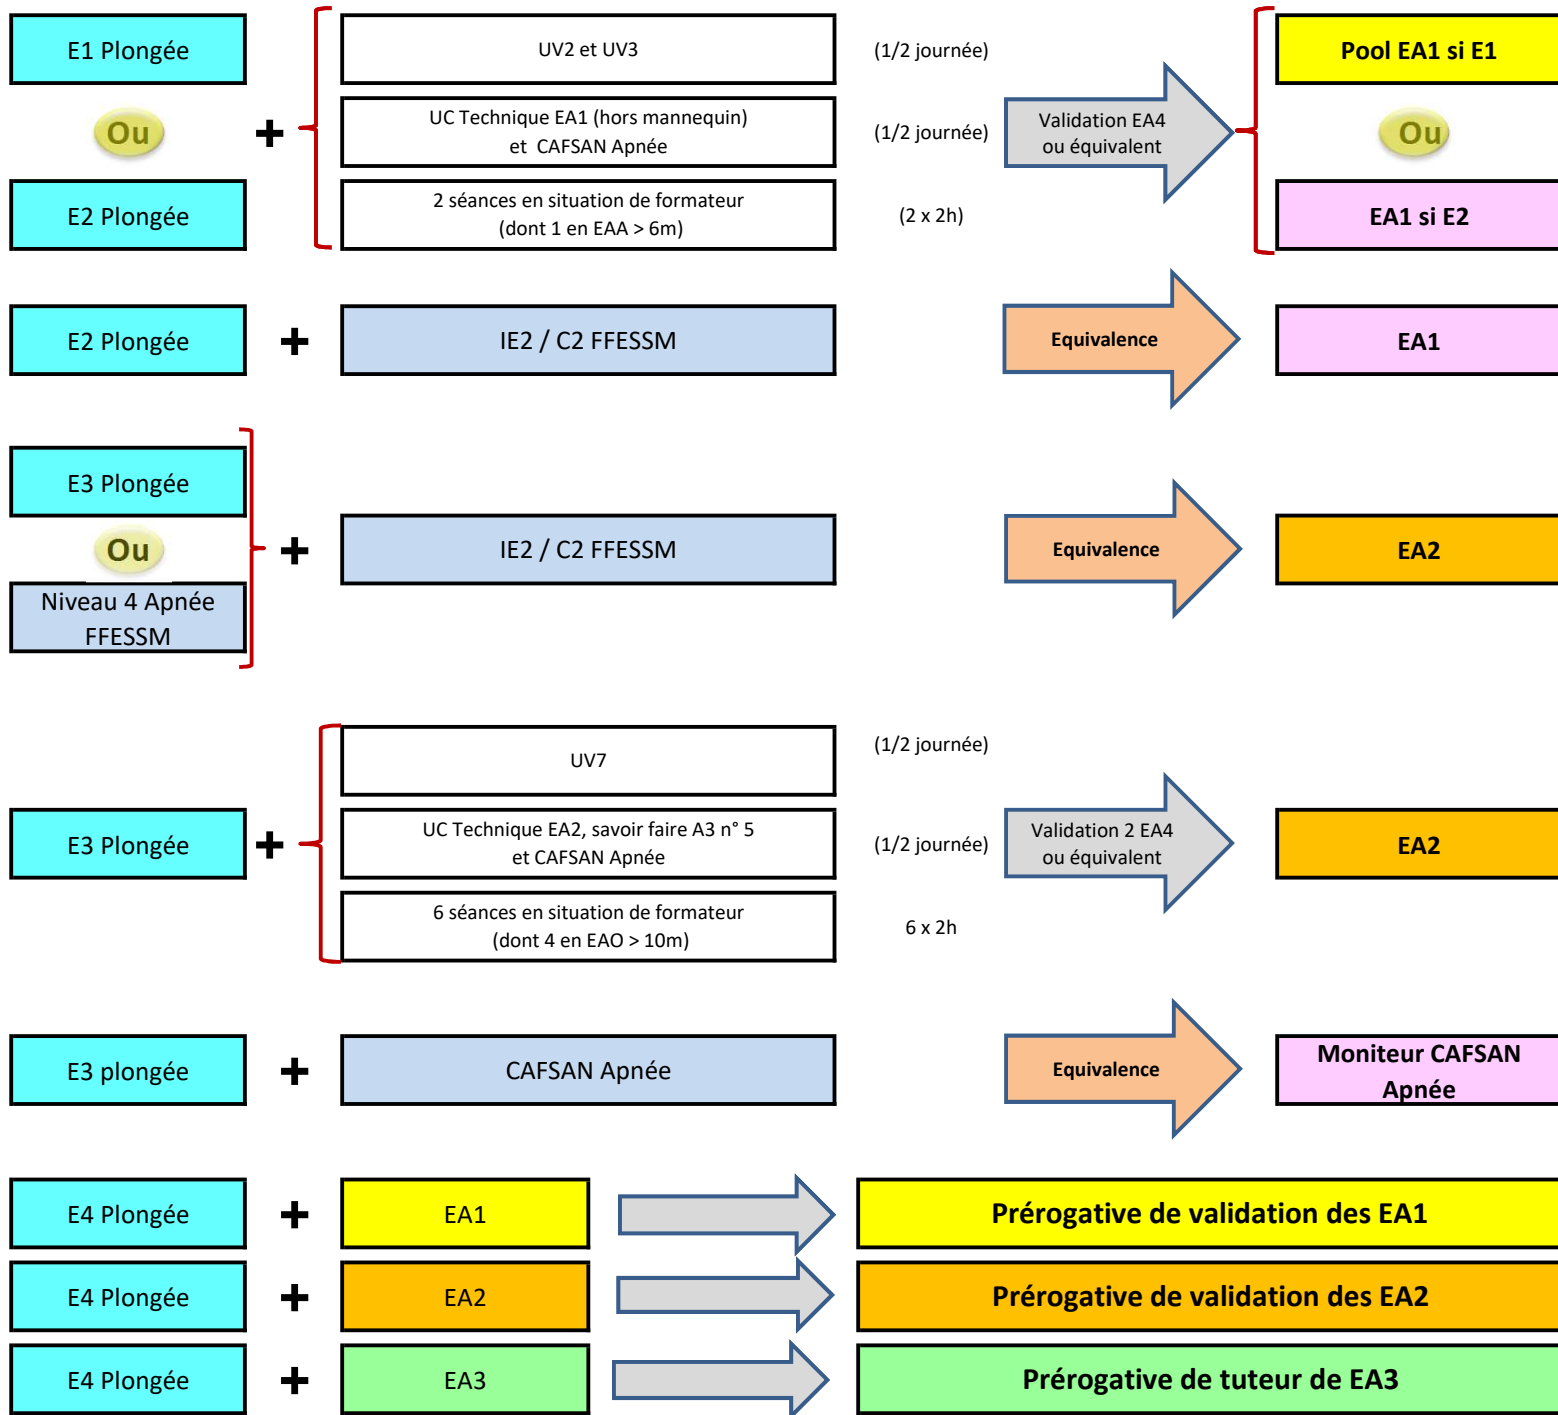 E1 Plongée
UV2 et UV3
(1/2 journée)
Pool EA1 si E1
Ou
+
UC Technique EA1 (hors mannequin)
et CAFSAN Apnée
(1/2 journée)
Validation EA4
ou équivalent
Ou
E2 Plongée
2 séances en situation de formateur
(dont 1 en EAA > 6m)
(2 x 2h)
EA1 si E2
E2 Plongée
+
IE2 / C2 FFESSM
Equivalence
EA1
E3 Plongée
Ou
+
IE2 / C2 FFESSM
Equivalence
EA2
Niveau 4 Apnée
FFESSM
UV7
(1/2 journée)
E3 Plongée
+
UC Technique EA2, savoir faire A3 n° 5
et CAFSAN Apnée
(1/2 journée)
Validation 2 EA4
ou équivalent
EA2
6 séances en situation de formateur
(dont 4 en EAO > 10m)
6 x 2h
E3 plongée
+
CAFSAN Apnée
Equivalence
Moniteur CAFSAN
Apnée
E4 Plongée
+
EA1
Prérogative de validation des EA1
E4 Plongée
+
EA2
Prérogative de validation des EA2
E4 Plongée
+
EA3
Prérogative de tuteur de EA3